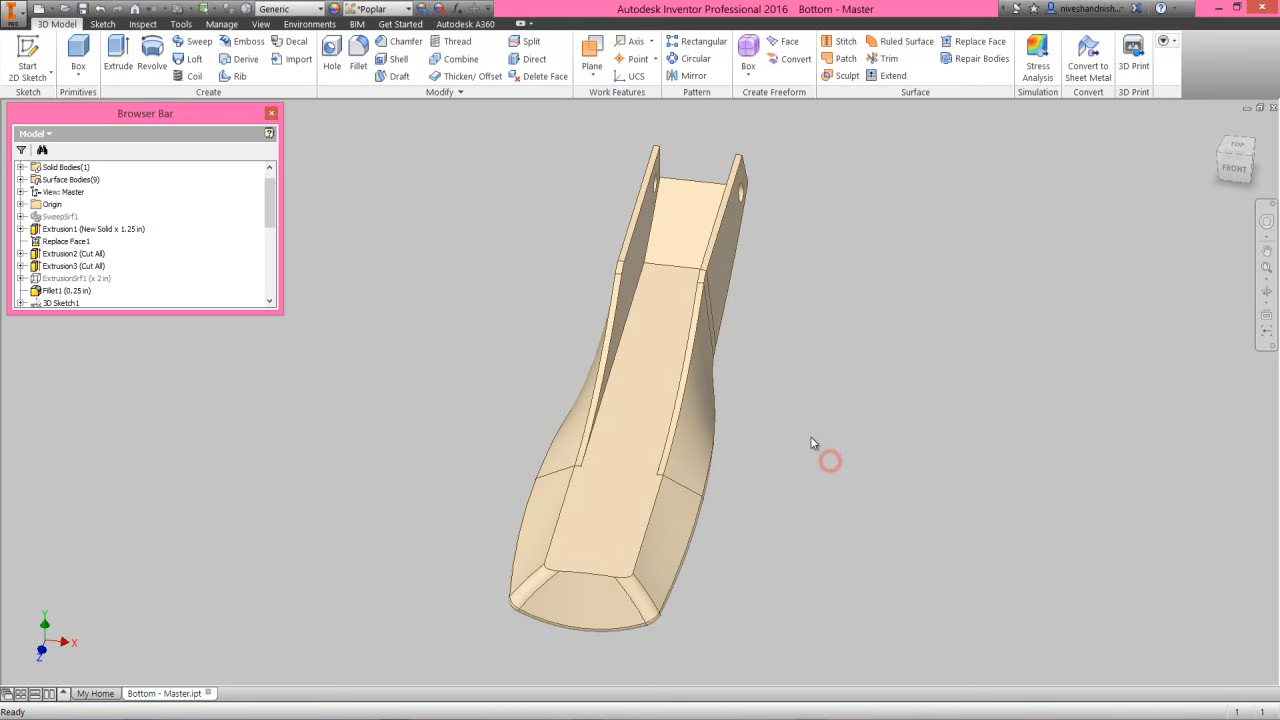 PRO
Generic
*Poplar
Autodesk Inventor Professional 2016 Bottom - Master
niveshandnish...
3D Model Sketch Inspect Tools Manage View Environments BIM Get Started Autodesk A360
Start
2D Sketch
Sketch
Box
Primitives
Extrude
Revolve
Sweep
Loft
Coil
Emboss
Derive
Rib
Decal
Import
Create
Hole
Fillet
Chamfer
Shell
Draft
Thread
Combine
Thicken/ Offset
Split
Direct
Delete Face
Modify
Plane
Axis
Point
UCS
Work Features
Rectangular
Circular
Mirror
Pattern
Box
Face
Convert
Create Freeform
Stitch
Patch
Sculpt
Ruled Surface
Trim
Extend
Replace Face
Repair Bodies
Surface
Stress
Analysis
Simulation
Convert to
Sheet Metal
Convert
3D Print
3D Print
Browser Bar
Model
Solid Bodies(1)
Surface Bodies(9)
View: Master
Origin
SweepSrf1
Extrusion1 (New Solid x 1.25 in)
Replace Face1
Extrusion2 (Cut All)
Extrusion3 (Cut All)
ExtrusionSrf1 (x 2 in)
Fillet1 (0.25 in)
3D Sketch1
TOP
FRONT
Y
X
Z
My Home
Bottom - Master.ipt
Ready
1 1